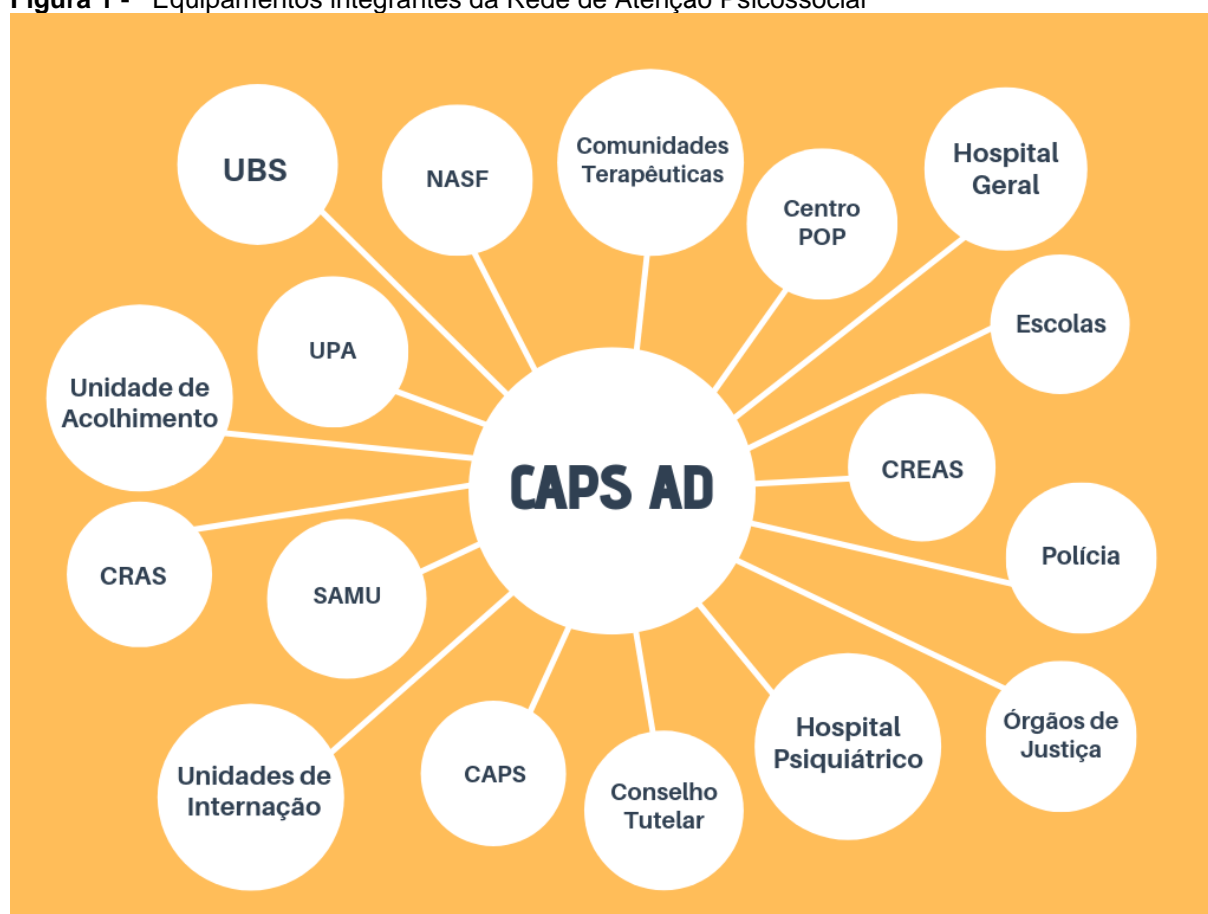 Figura 1 - Equipamentos integrantes da Rede de Atenção Psicossocial
UBS
NASF
Comunidades
Terapêuticas
Centro
POP
Hospital
Geral
Escolas
UPA
Unidade de
Acolhimento
CAPS AD
CREAS
CRAS
SAMU
Polícia
Unidades de
Internação
CAPS
Conselho
Tutelar
Hospital
Psiquiátrico
Órgãos de
Justiça